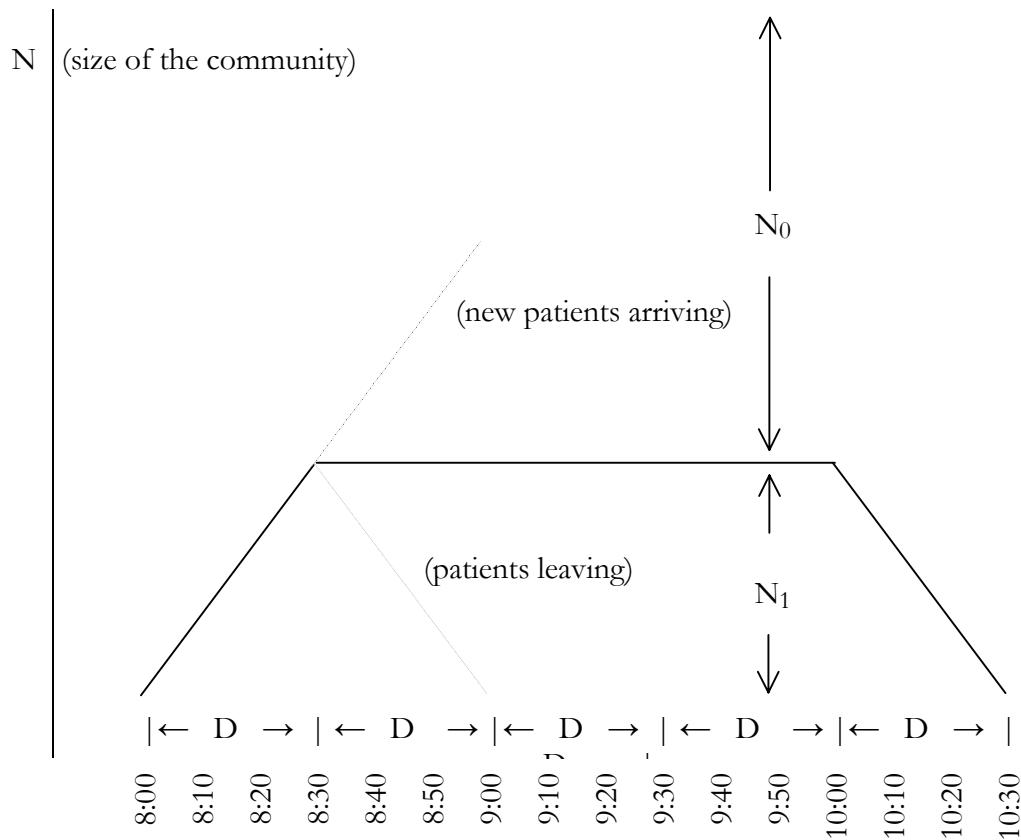 N (size of the community)
N0
(new patients arriving)
(patients leaving)
N1
|← D → | ← D → |← D → | ← D → |← D → |
8:00 8:10 8:20 8:30 8:40 8:50 9:00 9:10 9:20 9:30 9:40 9:50 10:00 10:10 10:20 10:30